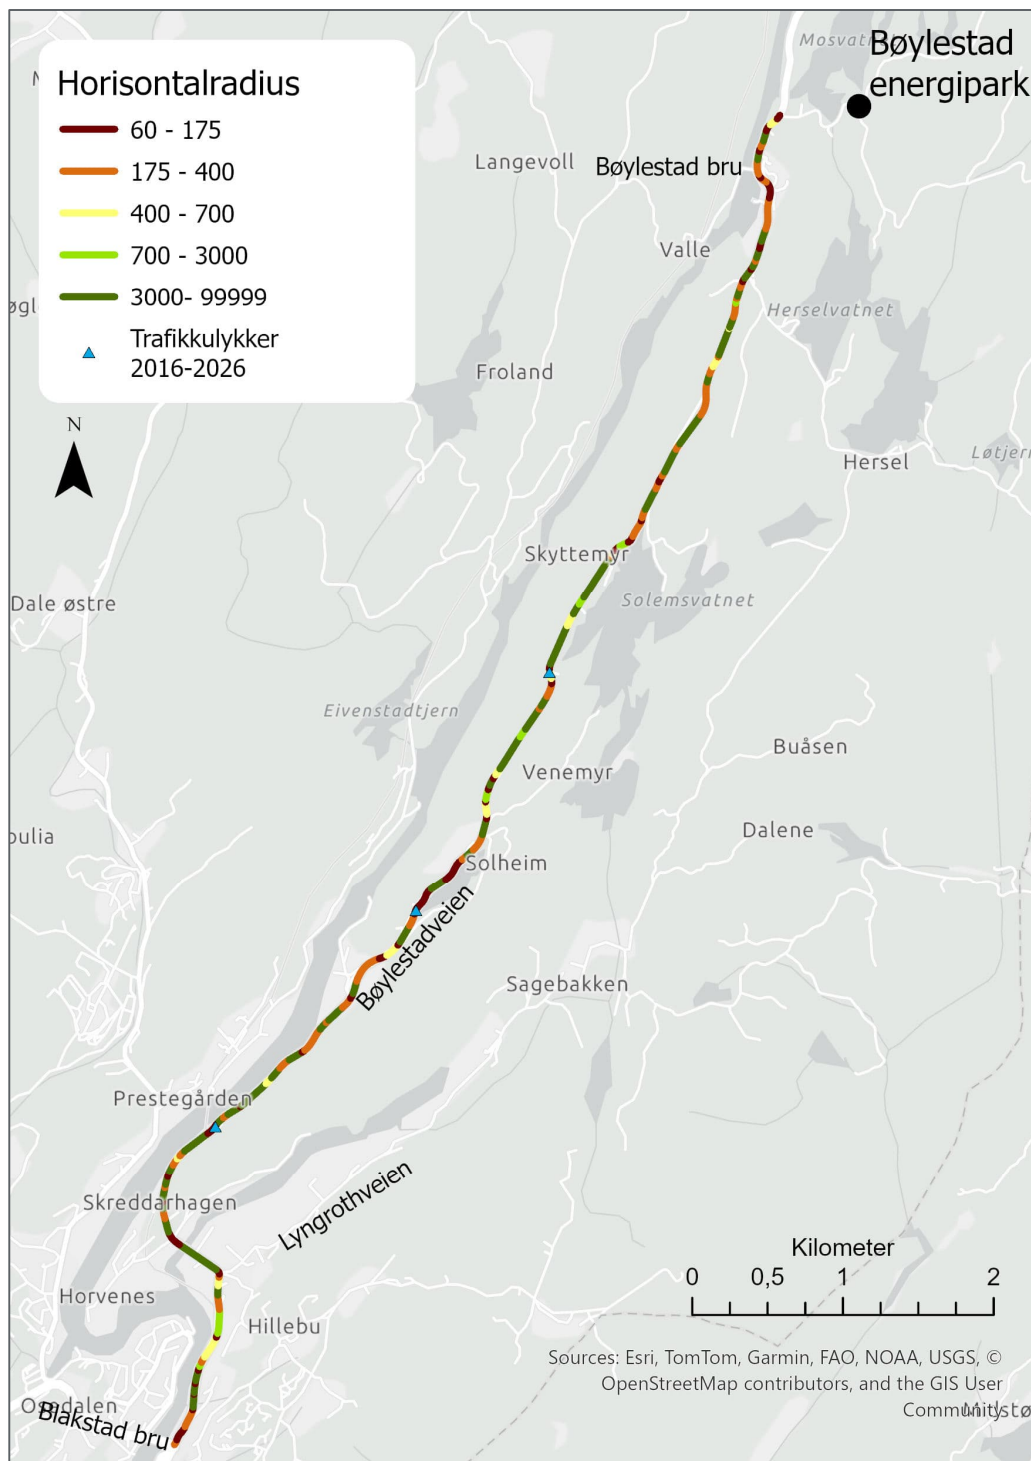 Mosvatn
Bøylestad
energipark
Horisontalradius
60 - 175
175 - 400
400 - 700
700 - 3000
3000- 99999
Trafikkulykker
2016-2026
N
Langevoll
Bøylestad bru
Valle
Herselvatnet
Froland
Hersel
Løtjern
Skyttemyr
Dale østre
Solemsvatnet
Eivenstadtjern
Buåsen
Venemyr
Dalene
oulia
Solheim
Bøylestadveien
Sagebakken
Prestegården
Lyngrothveien
Skreddarhagen
Kilometer
0 0,5 1 2
Horvenes
Hillebu
Sources: Esri, TomTom, Garmin, FAO, NOAA, USGS, ©
OpenStreetMap contributors, and the GIS User
Community
Osedalen
Blakstad bru